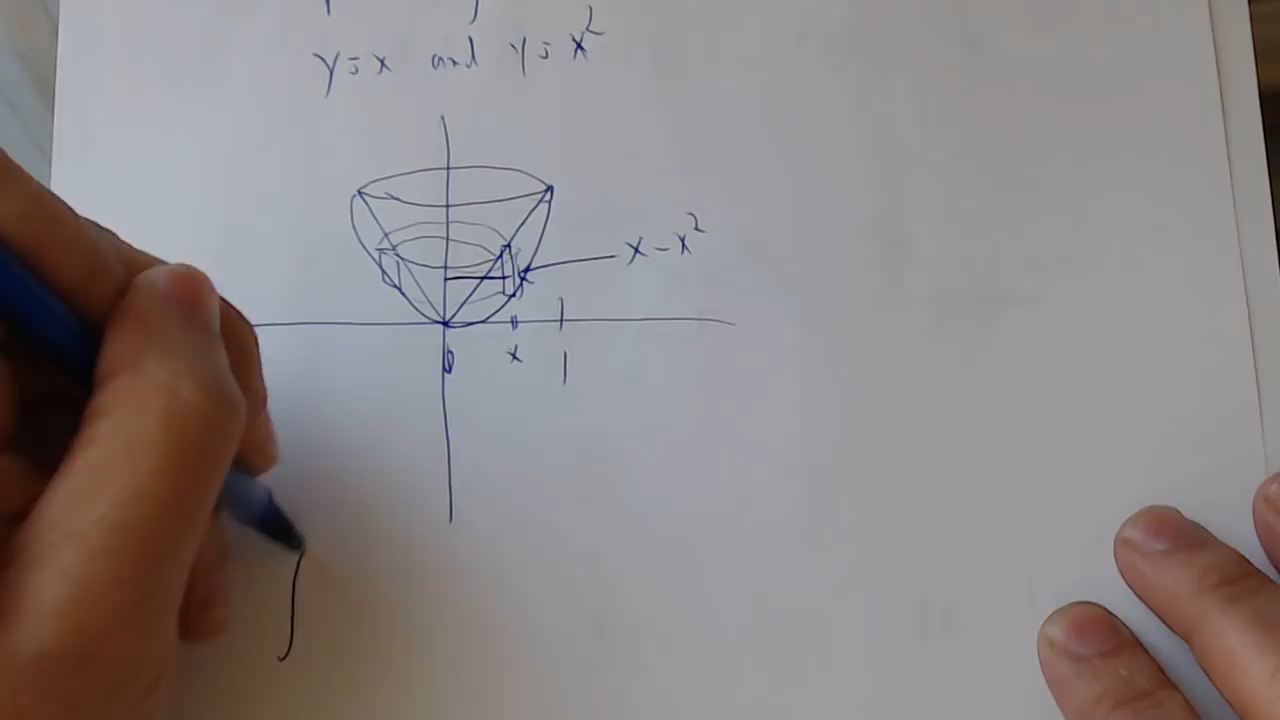 y = x and y = x²
x - x²
0 x 1
∫